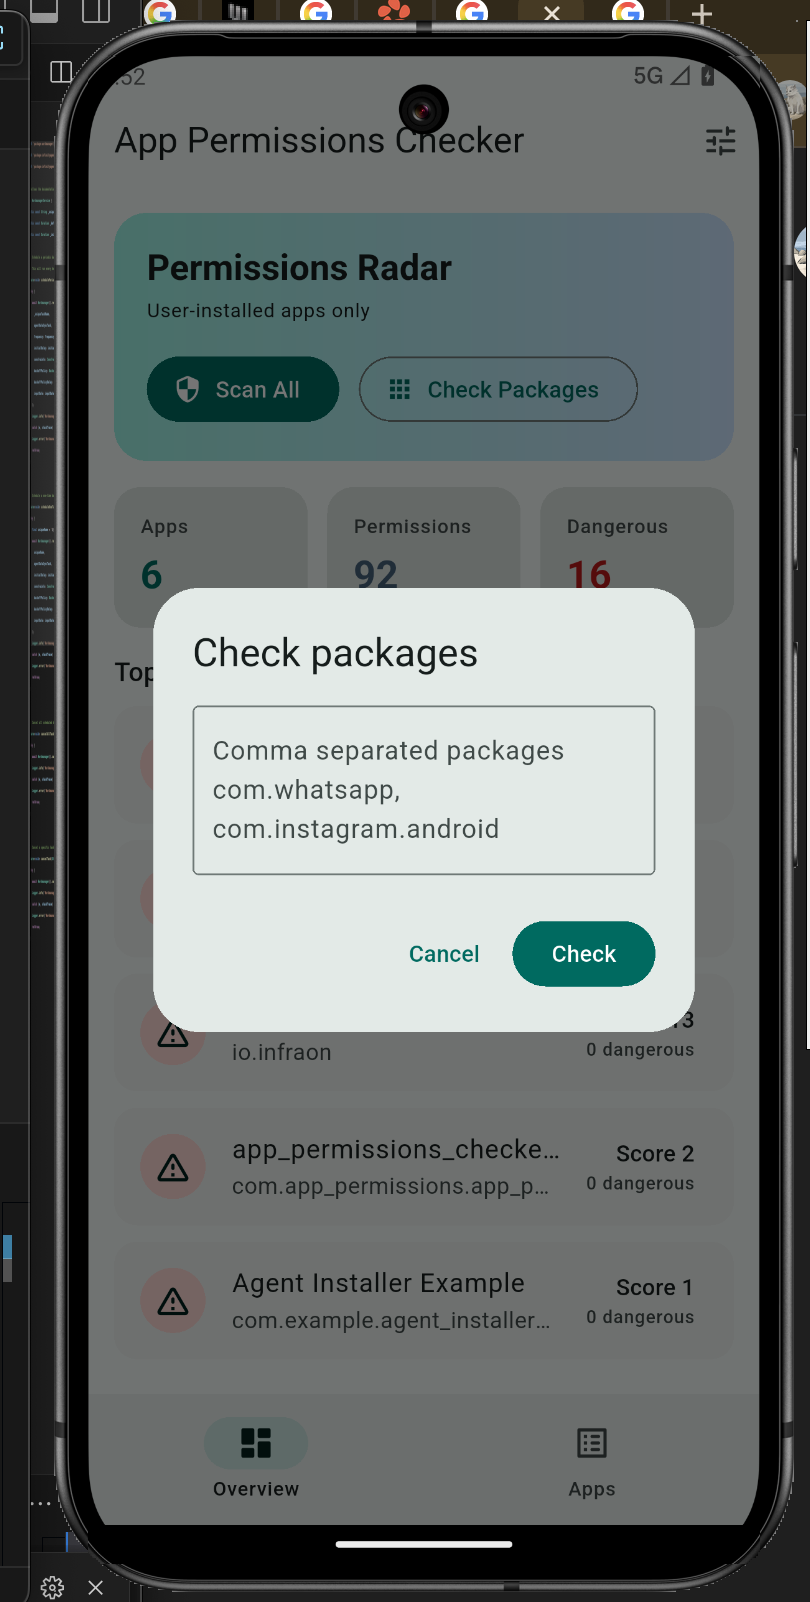 :52
5G
App Permissions Checker
Permissions Radar
User-installed apps only
Scan All
Check Packages
Apps
Permissions
Dangerous
6
92
16
Top
Check packages
Comma separated packages
com.whatsapp,
com.instagram.android
Cancel
Check
3
io.infraon
0 dangerous
app_permissions_checke...
Score 2
com.app_permissions.app_p...
0 dangerous
Agent Installer Example
Score 1
com.example.agent_installer...
0 dangerous
Overview
Apps